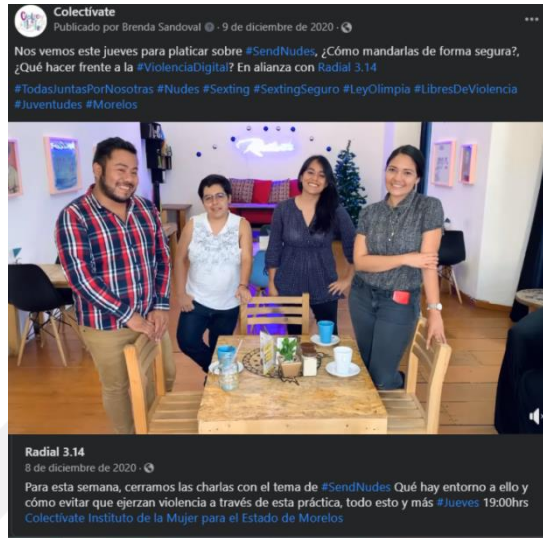 Colectívate
Publicado por Brenda Sandoval · 9 de diciembre de 2020 ·
Nos vemos este jueves para platicar sobre #SendNudes, ¿Cómo mandarlas de forma segura?,
¿Qué hacer frente a la #ViolenciaDigital? En alianza con Radial 3.14
#TodasJuntasPorNosotras #Nudes #Sexting #SextingSeguro #LeyOlimpia #LibresDeViolencia
#Juventudes #Morelos
Radial 3.14
8 de diciembre de 2020 ·
Para esta semana, cerramos las charlas con el tema de #SendNudes Qué hay entorno a ello y
cómo evitar que ejerzan violencia a través de esta práctica, todo esto y más #Jueves 19:00hrs
Colectívate Instituto de la Mujer para el Estado de Morelos